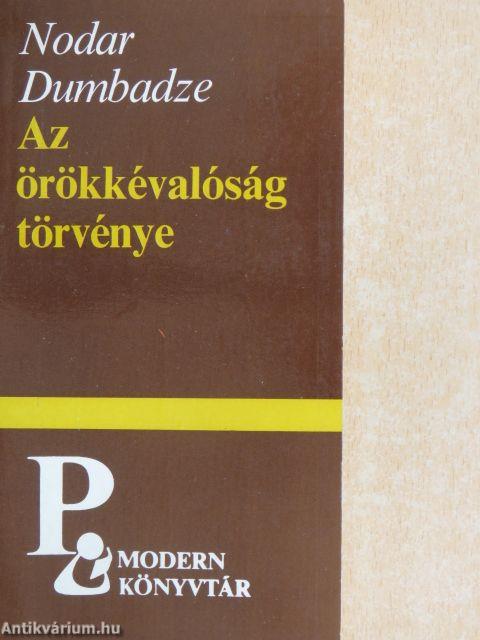 Nodar
Dumbadze
Az
örökkévalóság
törvénye
P
MODERN
KÖNYVTÁR
Antikvárium.hu